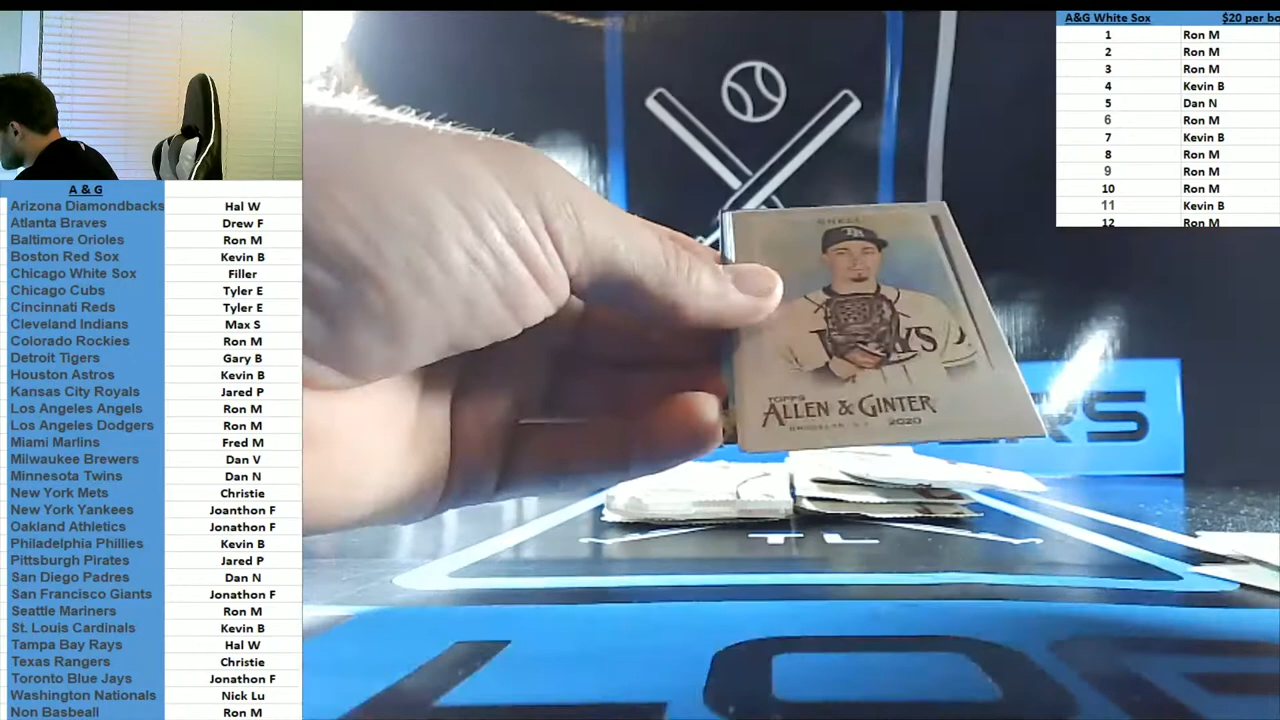 A & G
Arizona Diamondbacks Hal W
Atlanta Braves Drew F
Baltimore Orioles Ron M
Boston Red Sox Kevin B
Chicago White Sox Filler
Chicago Cubs Tyler E
Cincinnati Reds Tyler E
Cleveland Indians Max S
Colorado Rockies Ron M
Detroit Tigers Gary B
Houston Astros Kevin B
Kansas City Royals Jared P
Los Angeles Angels Ron M
Los Angeles Dodgers Ron M
Miami Marlins Fred M
Milwaukee Brewers Dan V
Minnesota Twins Dan N
New York Mets Christie
New York Yankees Joanthon F
Oakland Athletics Jonathon F
Philadelphia Phillies Kevin B
Pittsburgh Pirates Jared P
San Diego Padres Dan N
San Francisco Giants Jonathon F
Seattle Mariners Ron M
St. Louis Cardinals Kevin B
Tampa Bay Rays Hal W
Texas Rangers Christie
Toronto Blue Jays Jonathon F
Washington Nationals Nick Lu
Non Basbeall Ron M
TB
TOPPS
ALLEN & GINTER
2020
A&G White Sox $20 per bo
1 Ron M
2 Ron M
3 Ron M
4 Kevin B
5 Dan N
6 Ron M
7 Kevin B
8 Ron M
9 Ron M
10 Ron M
11 Kevin B
12 Ron M